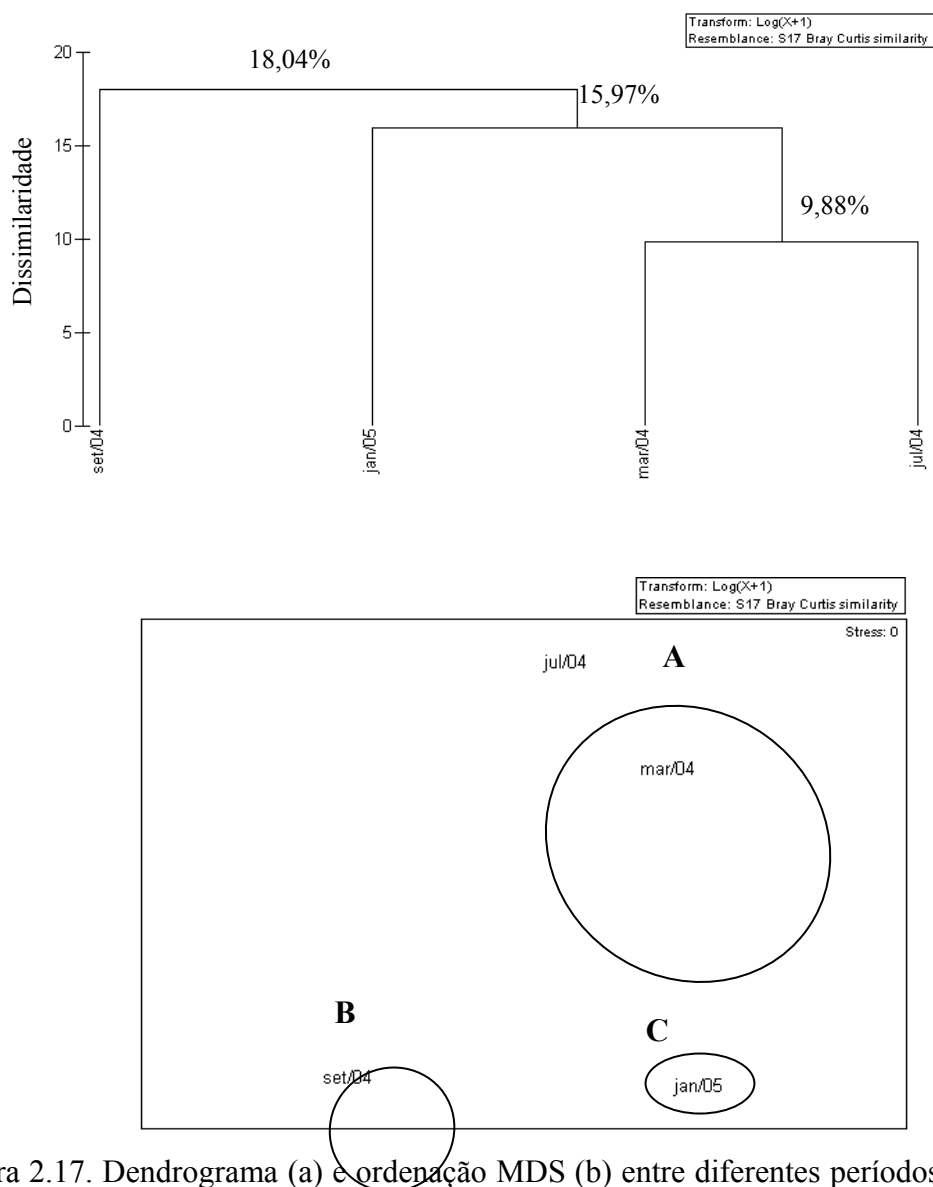 Transform: Log(X+1)
Resemblance: S17 Bray Curtis similarity
20
18,04%
15,97%
15
Dissimilaridade
9,88%
10
5
0
set/04
jan/05
mar/04
jul/04
Transform: Log(X+1)
Resemblance: S17 Bray Curtis similarity
Stress: 0
jul/04
A
mar/04
B
C
set/04
jan/05
ra 2.17. Dendrograma (a) e ordenação MDS (b) entre diferentes períodos